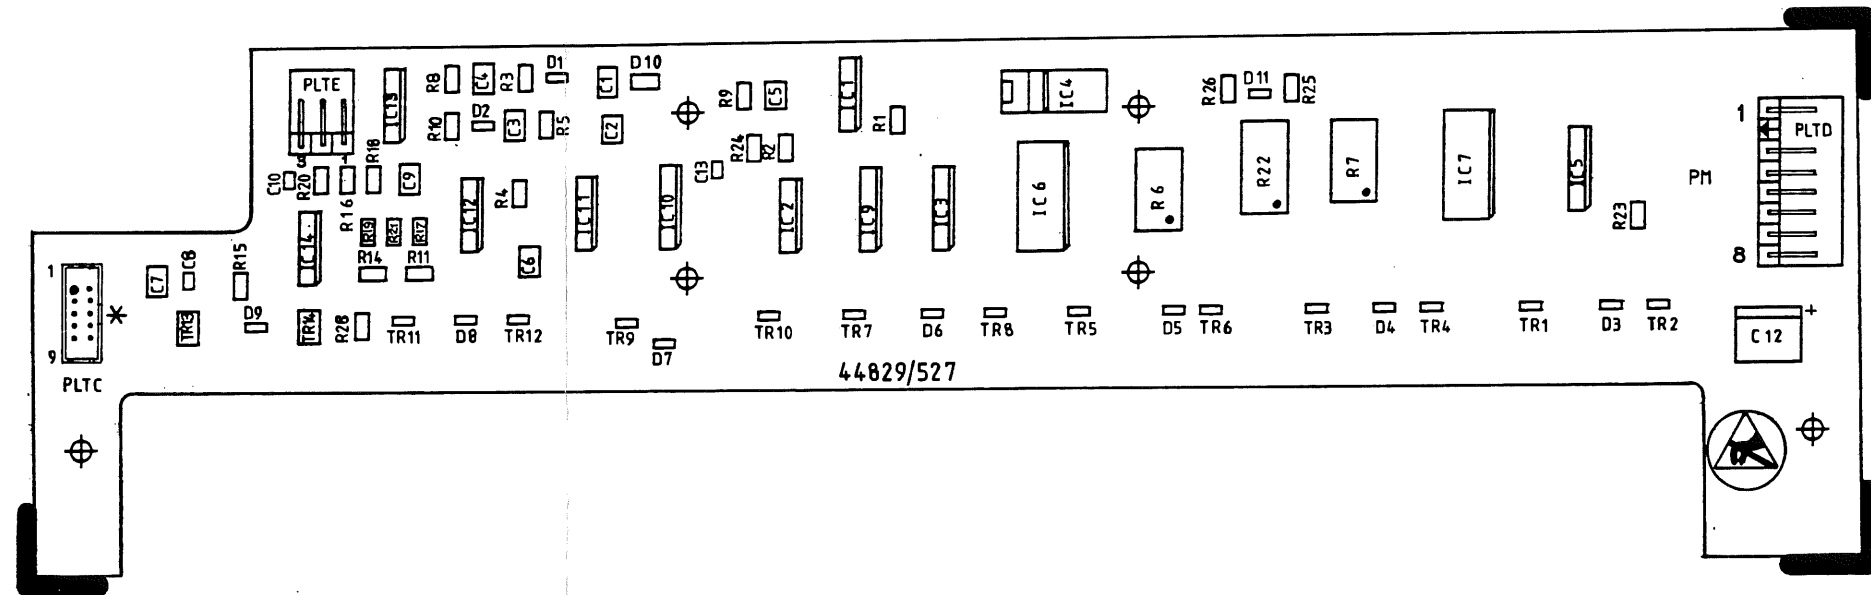 PLTE
3
1
IC13
R8
C4
R3
D1
C1
D10
R10
D2
C3
R5
C2
R9
C5
IC1
R1
IC4
R26
D11
R25
1
PLTD
8
PM
R18
C10
R20
R16
C9
R24
R2
C13
IC12
R4
IC11
IC10
IC2
IC9
IC3
IC6
R6
R22
R7
IC7
IC5
R23
IC14
R19
R21
R17
R14
R11
C6
1
9
PLTC
*
C7
C8
R15
TR13
D9
TR14
R28
TR11
D8
TR12
TR9
D7
TR10
TR7
D6
TR8
TR5
D5
TR6
TR3
D4
TR4
TR1
D3
TR2
+
C12
44829/527